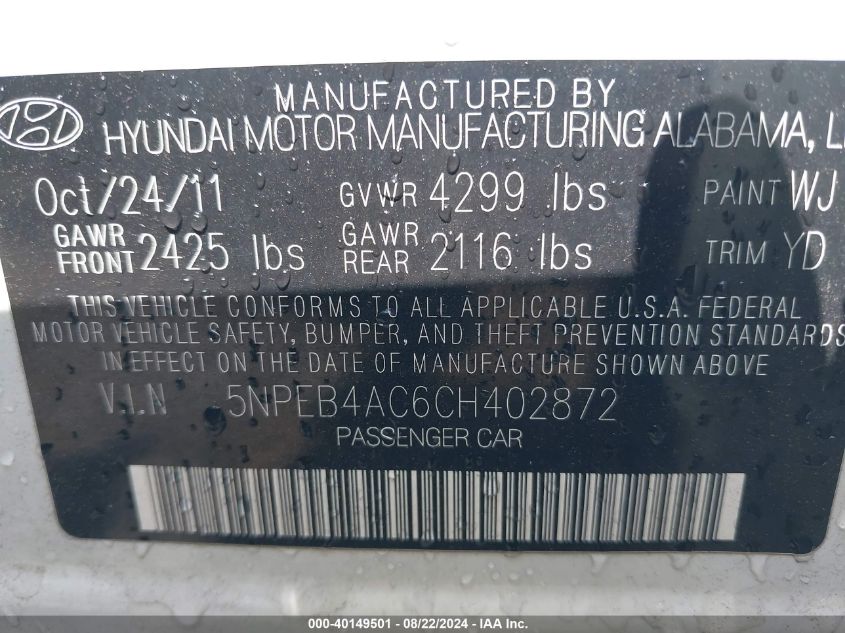 MANUFACTURED BY
HYUNDAI MOTOR MANUFACTURING ALABAMA,
Oct/24/11 GVWR 4299 lbs PAINT WJ
GAWR FRONT 2425 lbs GAWR REAR 2116 lbs TRIM YD
THIS VEHICLE CONFORMS TO ALL APPLICABLE U.S.A. FEDERAL
MOTOR VEHICLE SAFETY, BUMPER, AND THEFT PREVENTION STANDARDS
IN EFFECT ON THE DATE OF MANUFACTURE SHOWN ABOVE
V.I.N 5NPEB4AC6CH402872
PASSENGER CAR
000-40149501 - 08/22/2024 - IAA Inc.